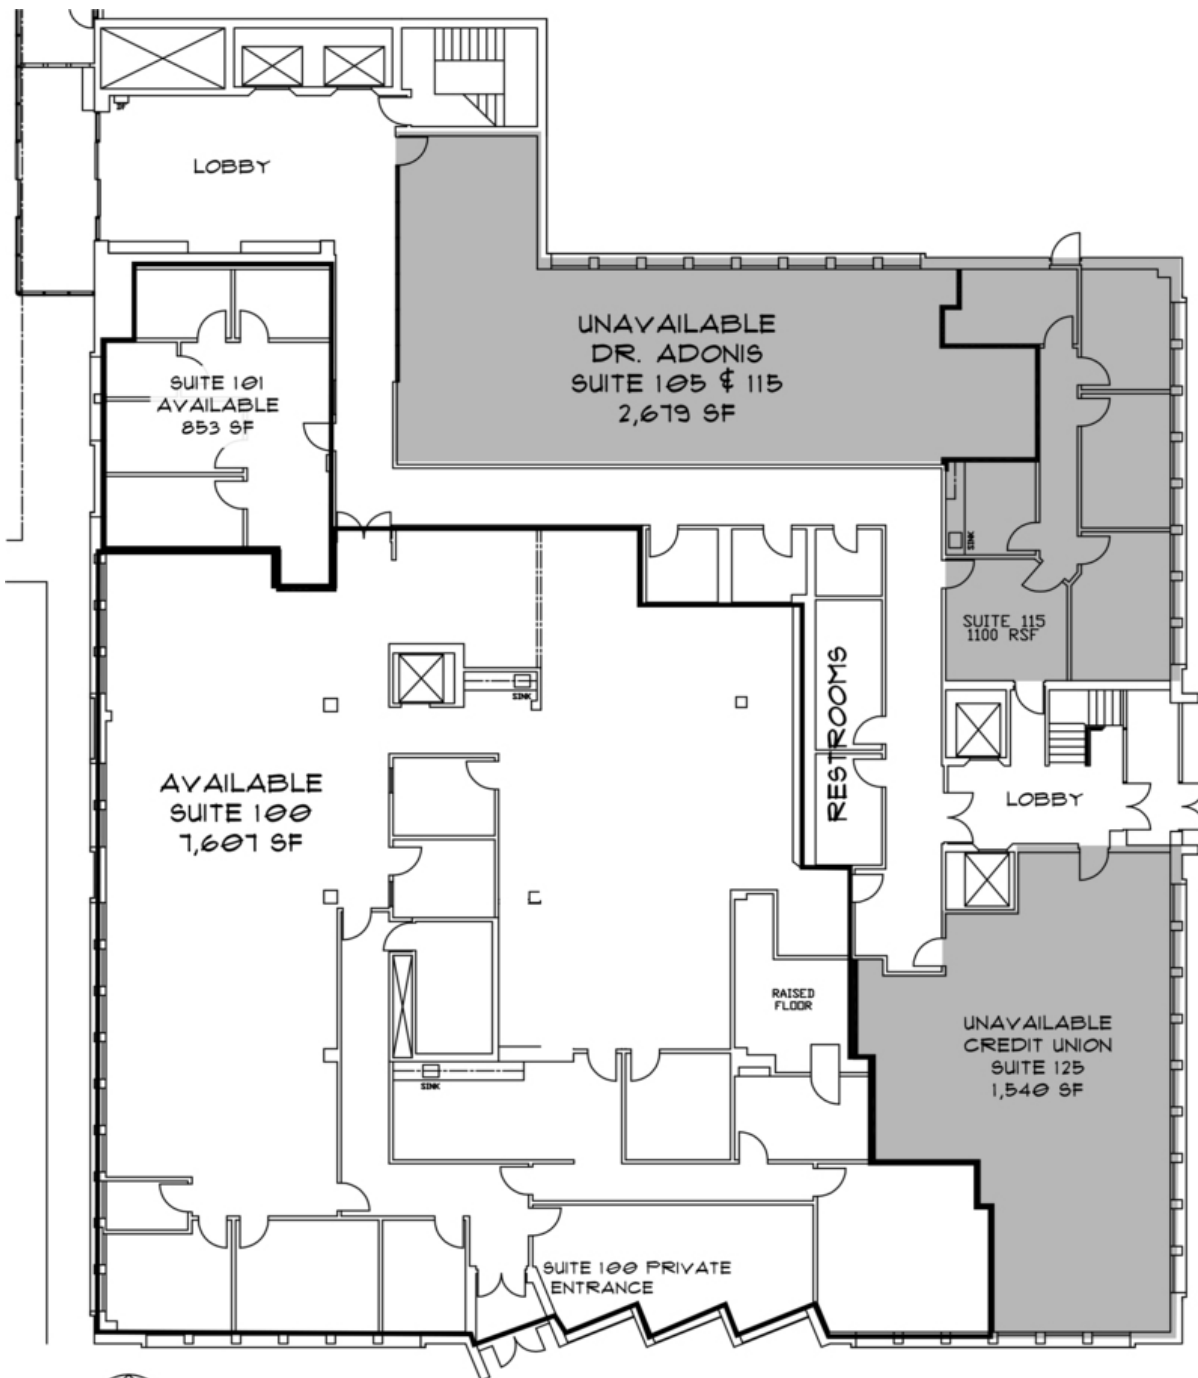 LOBBY
UNAVAILABLE
DR. ADONIS
SUITE 105 & 115
2,679 SF
SUITE 101
AVAILABLE
853 SF
SINK
SUITE 115
1100 RSF
SINK
RESTROOMS
AVAILABLE
SUITE 100
7,607 SF
LOBBY
RAISED
FLOOR
UNAVAILABLE
CREDIT UNION
SUITE 125
1,540 SF
SINK
SUITE 100 PRIVATE
ENTRANCE